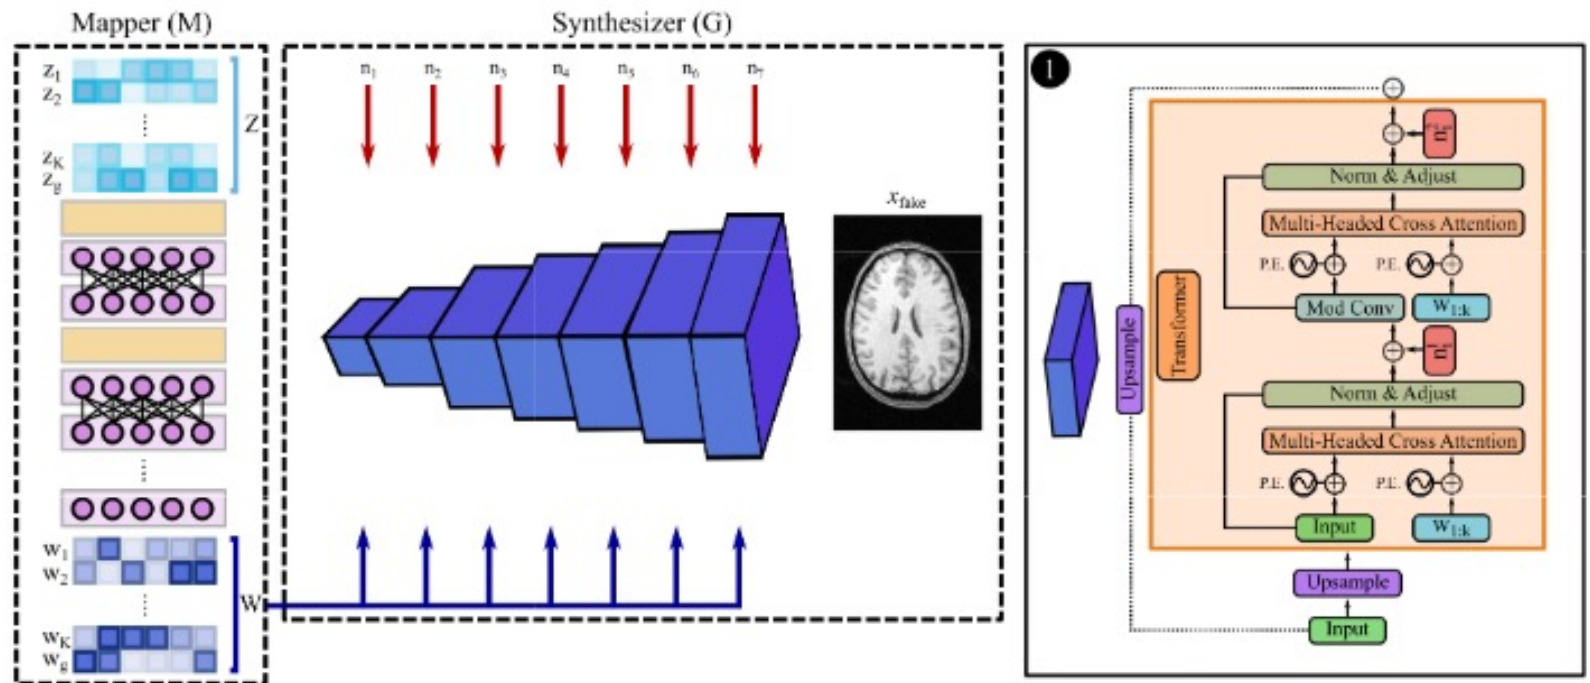 Mapper (M)
z1
z2
zK
zg
Z
w1
w2
wK
wg
W
Synthesizer (G)
n1 n2 n3 n4 n5 n6 n7
xfake
1
Upsample
Transformer
Norm & Adjust
Multi-Headed Cross Attention
P.E. P.E.
Mod Conv w1:k
Norm & Adjust
Multi-Headed Cross Attention
P.E. P.E.
Input w1:k
Upsample
Input